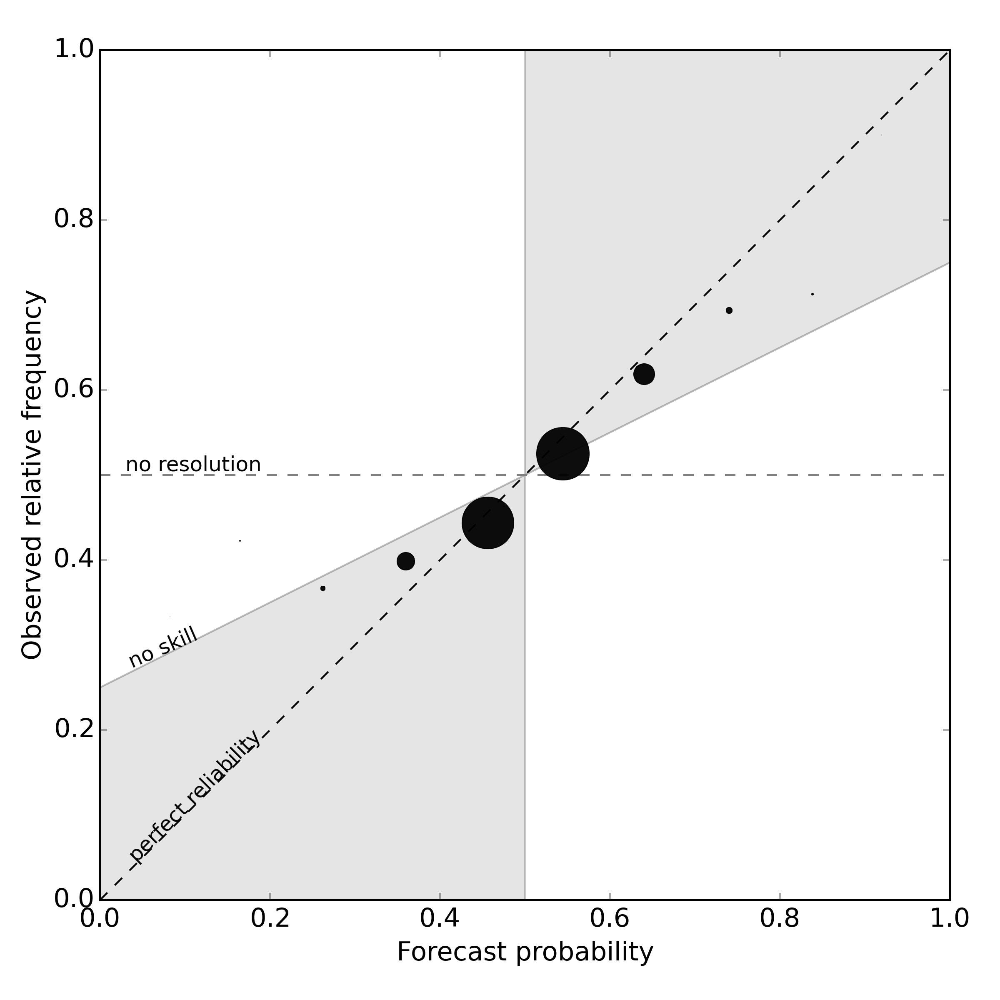 1.0
0.8
Observed relative frequency
0.6
no resolution
0.4
no skill
0.2
perfect reliability
0.0
0.0 0.2 0.4 0.6 0.8 1.0
Forecast probability